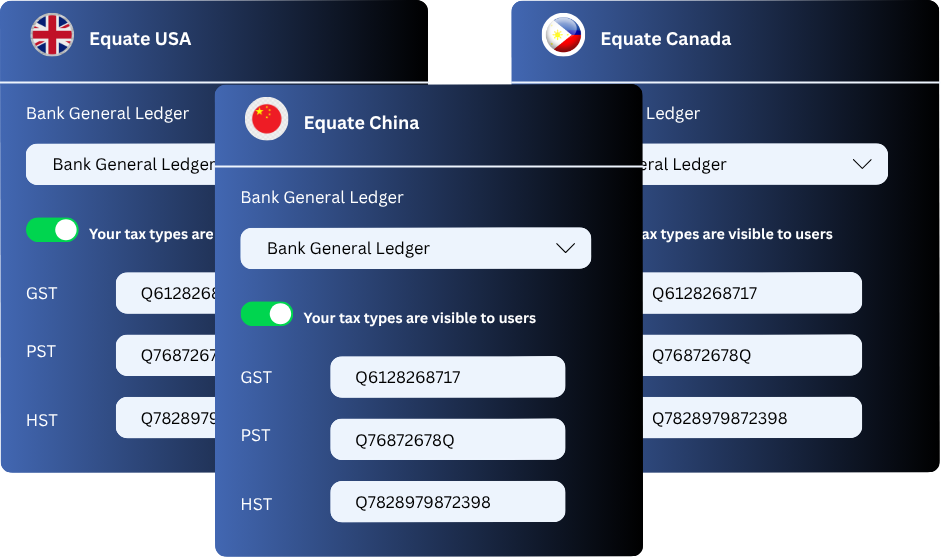 Equate USA
Bank General Ledger
Bank General Ledger
Your tax types are
GST
Q6128268
PST
Q768726
HST
Q7828979
Equate China
Bank General Ledger
Bank General Ledger
Your tax types are visible to users
GST
Q6128268717
PST
Q76872678Q
HST
Q7828979872398
Equate Canada
Ledger
eral Ledger
ax types are visible to users
Q6128268717
Q76872678Q
Q7828979872398